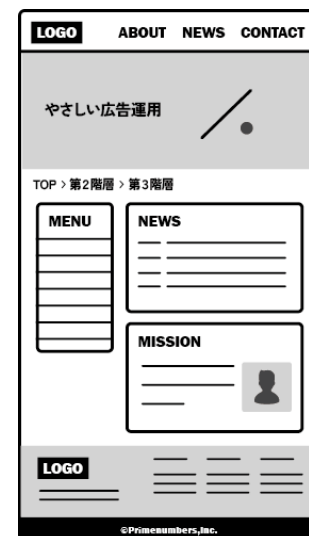 LOGO ABOUT NEWS CONTACT
やさしい広告運用
TOP > 第2階層 > 第3階層
MENU
NEWS
MISSION
LOGO
©Primenumbers,Inc.